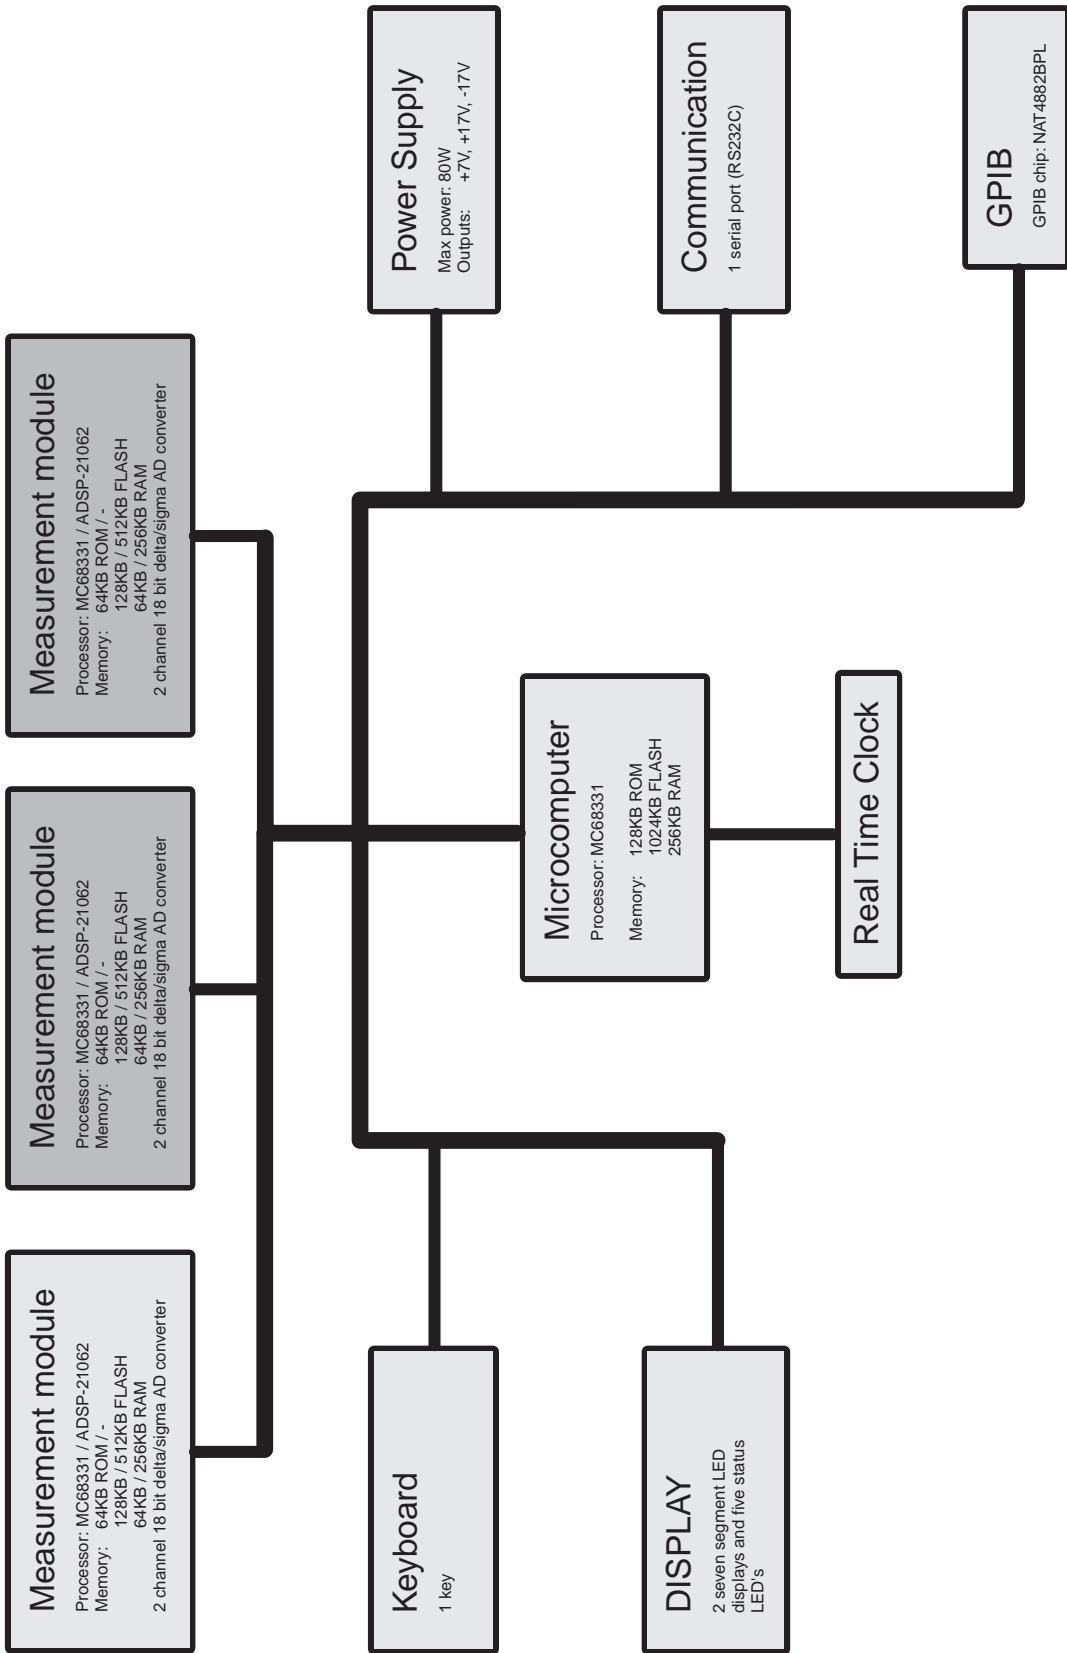 Measurement module
Processor: MC68331 / ADSP-21062
Memory: 64KB ROM / -
128KB / 512KB FLASH
64KB / 256KB RAM
2 channel 18 bit delta/sigma AD converter
Measurement module
Processor: MC68331 / ADSP-21062
Memory: 64KB ROM / -
128KB / 512KB FLASH
64KB / 256KB RAM
2 channel 18 bit delta/sigma AD converter
Measurement module
Processor: MC68331 / ADSP-21062
Memory: 64KB ROM / -
128KB / 512KB FLASH
64KB / 256KB RAM
2 channel 18 bit delta/sigma AD converter
Keyboard
1 key
DISPLAY
2 seven segment LED
displays and five status
LED's
Microcomputer
Processor: MC68331
Memory: 128KB ROM
1024KB FLASH
256KB RAM
Real Time Clock
Power Supply
Max power: 80W
Outputs: +7V, +17V, -17V
Communication
1 serial port (RS232C)
GPIB
GPIB chip: NAT4882BPL